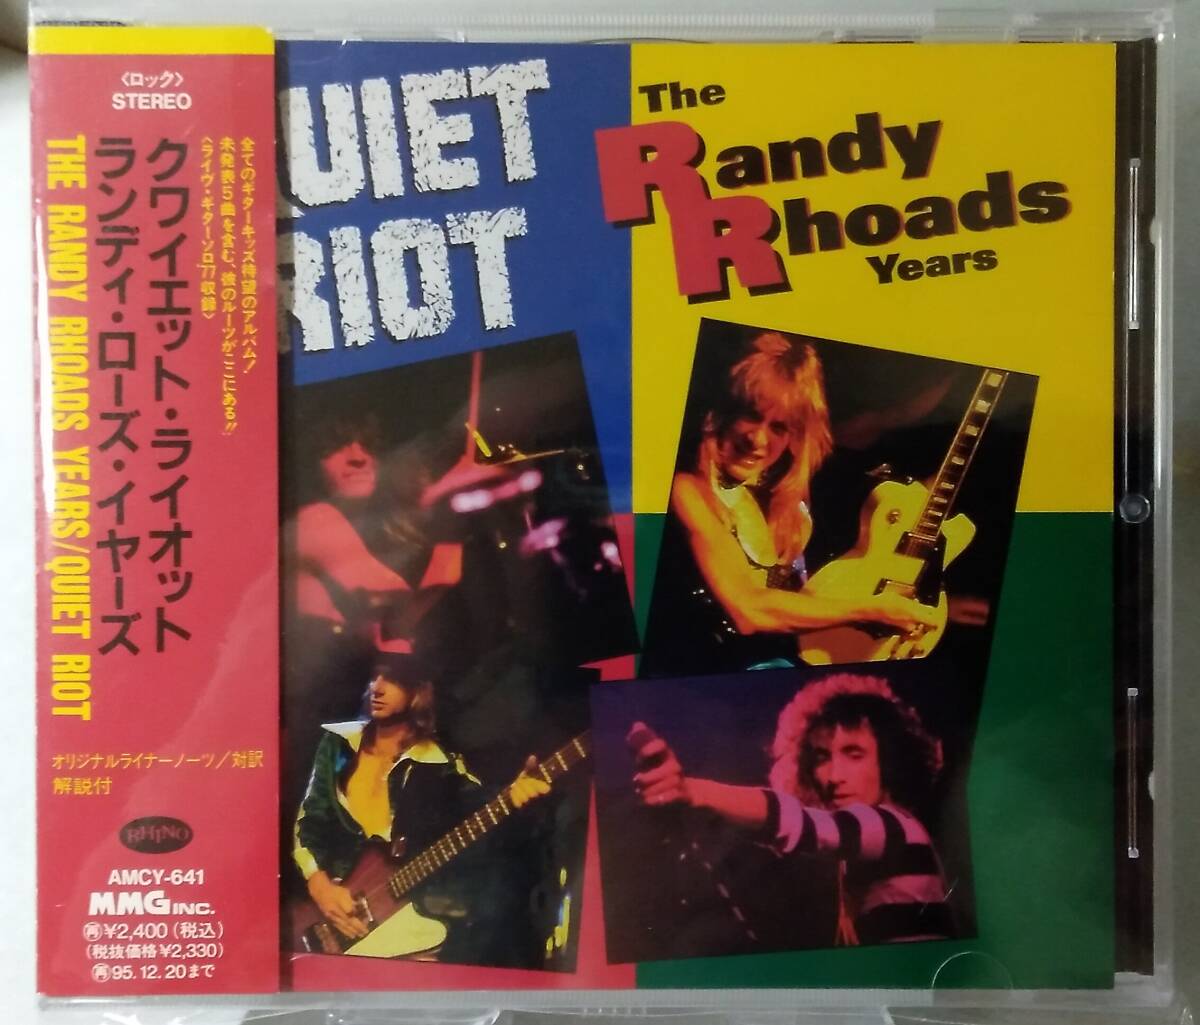 〈ロック〉
STEREO
クワイエット・ライオット
ランディ・ローズ・イヤーズ
THE RANDY RHOADS YEARS/QUIET RIOT
全てのギターキッズ待望のアルバム!
未発表5曲を含む、彼のルーツがここにある!!
〈ライヴ・ギターソロ'77収録〉
オリジナルライナーノーツ/対訳
解説付
RHINO
AMCY-641
MMG INC.
再¥2,400(税込)
(税抜価格¥2,330)
再95.12.20まで
QUIET
RIOT
The
Randy
Rhoads
Years